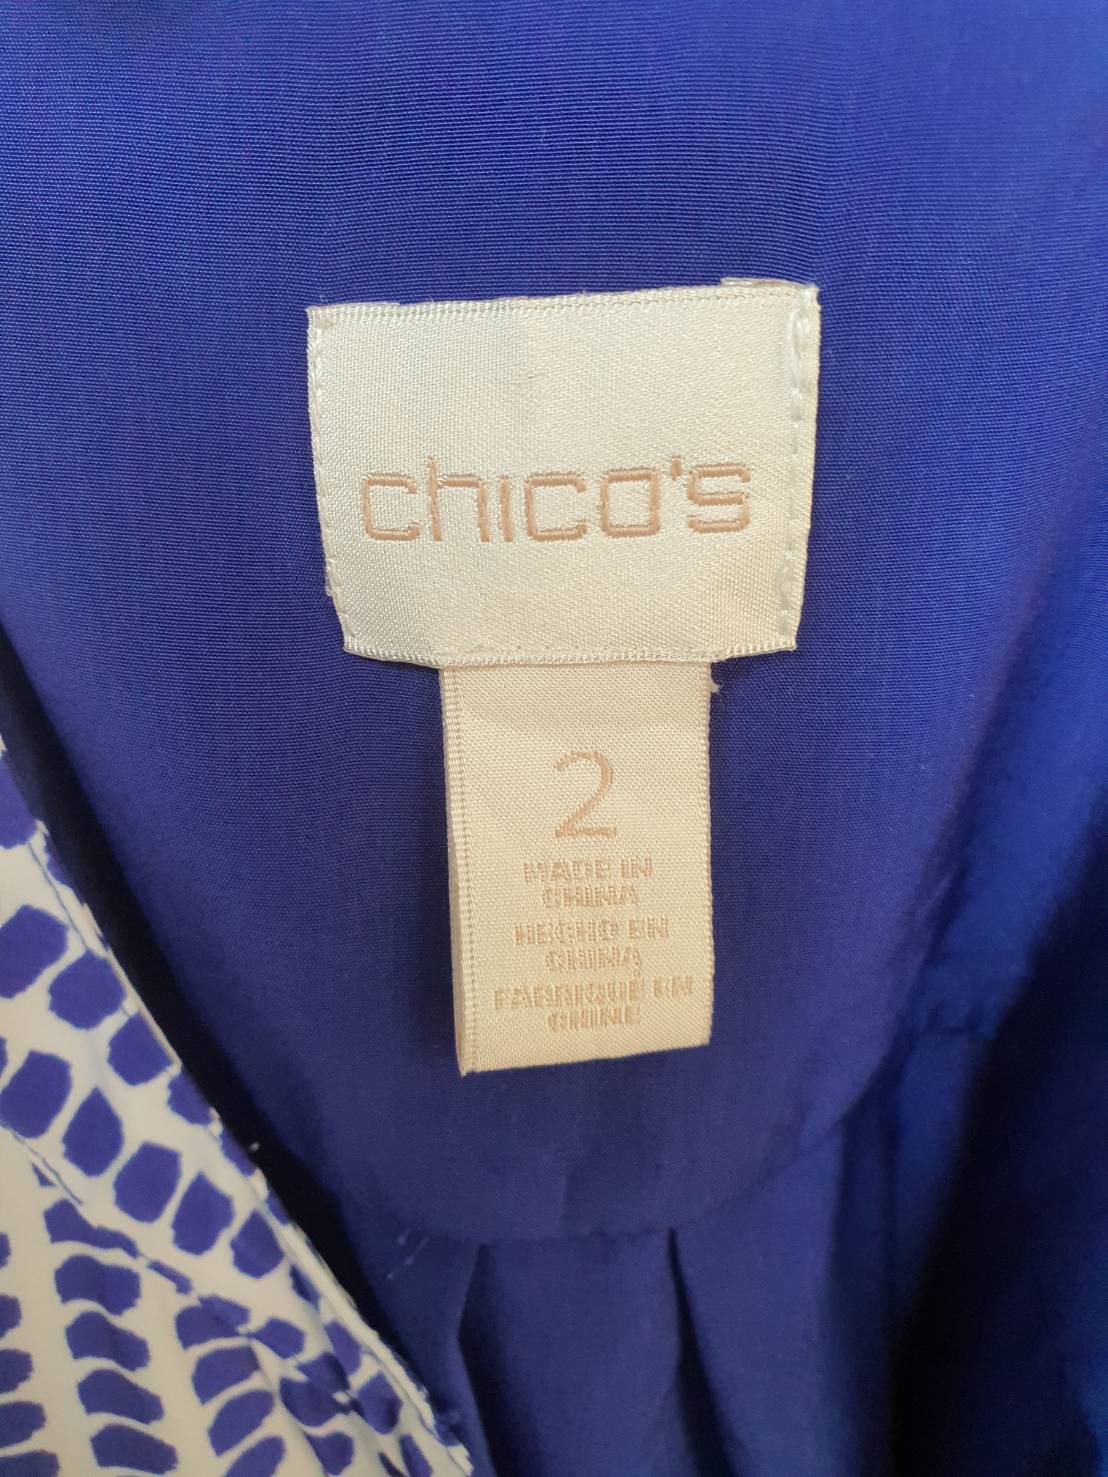 chico's
2
MADE IN
CHINA
HECHO EN
CHINA
FABRIQUÉ EN
CHINE